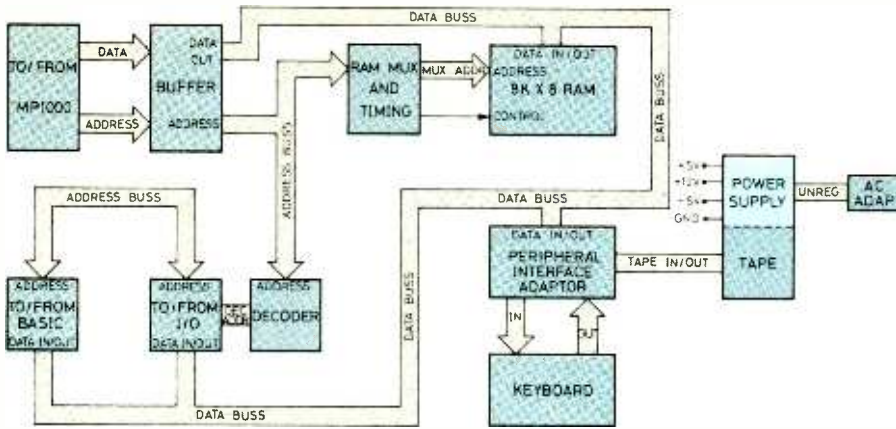 DATA BUSS
DATA
OUT
DATA
BUFFER
TO/FROM
MP1000
ADDRESS
ADDRESS
RAM MUX
AND
TIMING
MUX ADDR
DATA IN/OUT
ADDRESS
8K X 8 RAM
CONTROL
DATA BUSS
ADDRESS BUSS
ADDRESS BUSS
DATA BUSS
+5V
+12V
-5V
GND
POWER
SUPPLY
UNREG
AC
ADAP
TAPE
TAPE IN/OUT
DATA IN/OUT
PERIPHERAL
INTERFACE
ADAPTOR
ADDRESS
TO/FROM
BASIC
DATA IN/OUT
ADDRESS
TO/FROM
I/O
DATA IN/OUT
ADDRESS
DECODER
DATA BUSS
IN
OUT
KEYBOARD
DATA BUSS